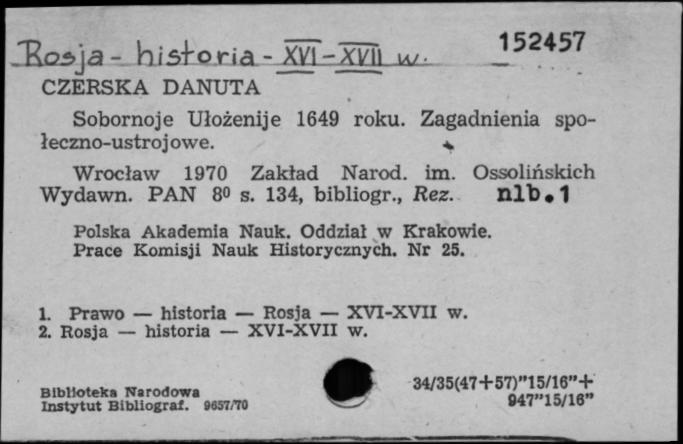 Rosja - historia - XVI-XVII w.
152457
CZERSKA DANUTA
Sobornoje Ułożenije 1649 roku. Zagadnienia spo-
łeczno-ustrojowe.
Wrocław 1970 Zakład Narod. im. Ossolińskich
Wydawn. PAN 8⁰ s. 134, bibliogr., Rez. nlb. 1
Polska Akademia Nauk. Oddział w Krakowie.
Prace Komisji Nauk Historycznych. Nr 25.
1. Prawo — historia — Rosja — XVI-XVII w.
2. Rosja — historia — XVI-XVII w.
Biblioteka Narodowa
Instytut Bibliograf. 9657/70
34/35(47+57)"15/16"+
947"15/16"